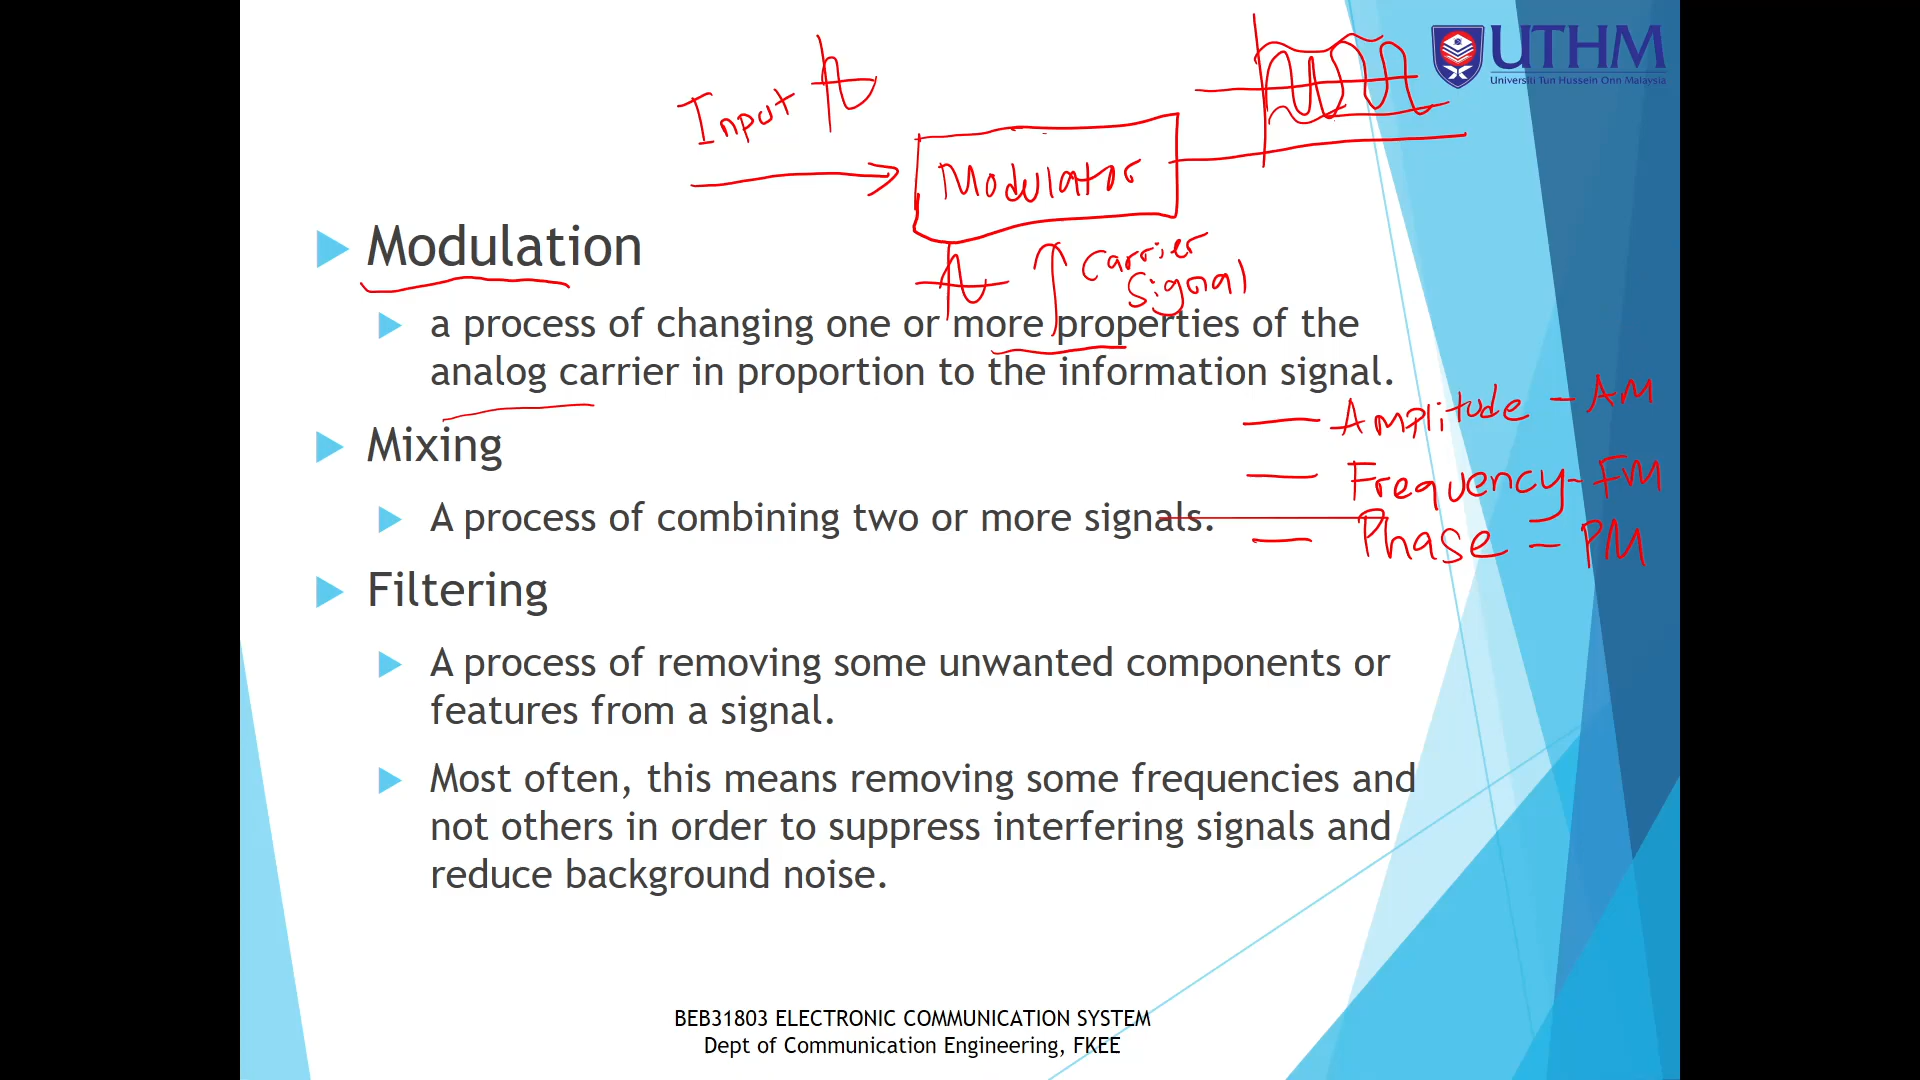 UTHM
Universiti Tun Hussein Onn Malaysia
Input
Modulator
Carrier
Signal
Modulation
a process of changing one or more properties of the
analog carrier in proportion to the information signal.
Amplitude - AM
Mixing
Frequency - FM
A process of combining two or more signals.
Phase - PM
Filtering
A process of removing some unwanted components or
features from a signal.
Most often, this means removing some frequencies and
not others in order to suppress interfering signals and
reduce background noise.
BEB31803 ELECTRONIC COMMUNICATION SYSTEM
Dept of Communication Engineering, FKEE